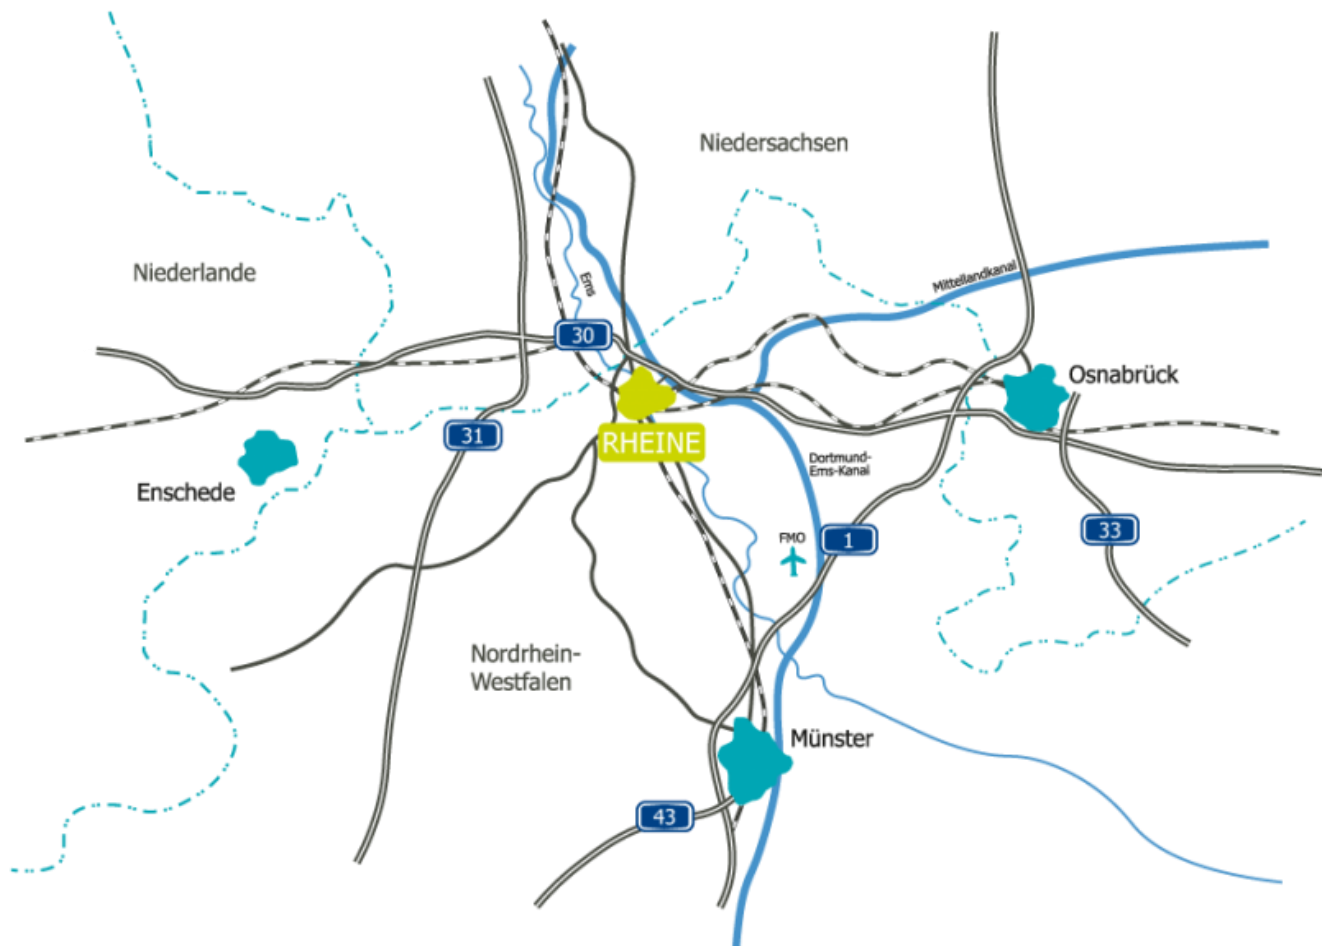 Niedersachsen
Niederlande
Mittellandkanal
Ems
30
Osnabrück
31
RHEINE
Dortmund-
Ems-Kanal
Enschede
FMO
1
33
Nordrhein-
Westfalen
Münster
43